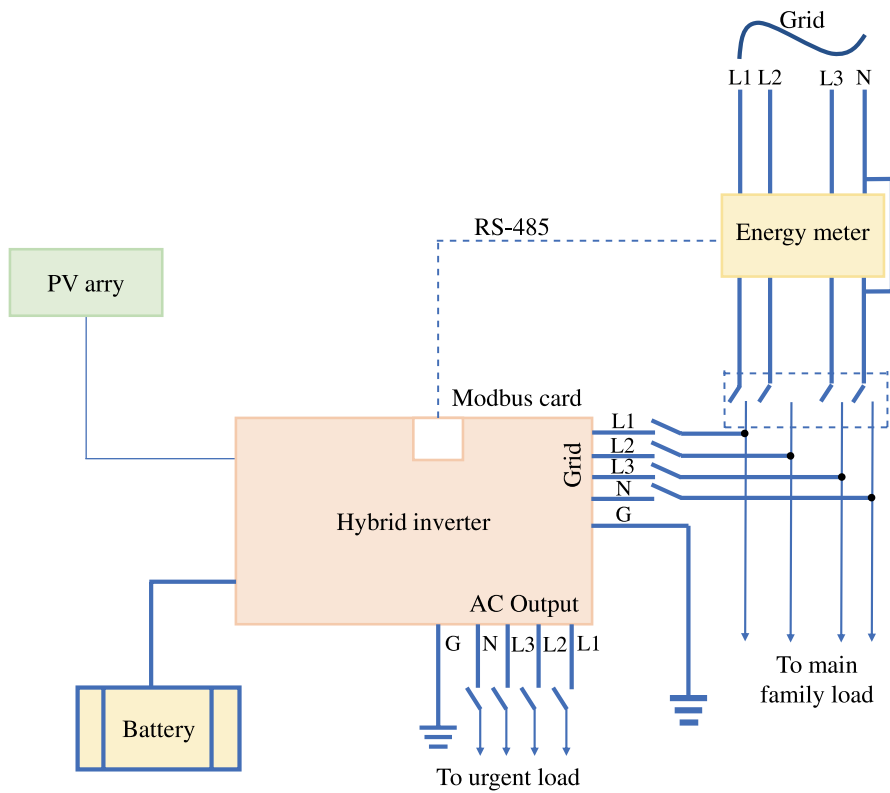 Grid
L1 L2 L3 N
Energy meter
RS-485
PV arry
Modbus card
L1
L2
L3
N
G
Grid
Hybrid inverter
AC Output
G N L3 L2 L1
To main
family load
Battery
To urgent load